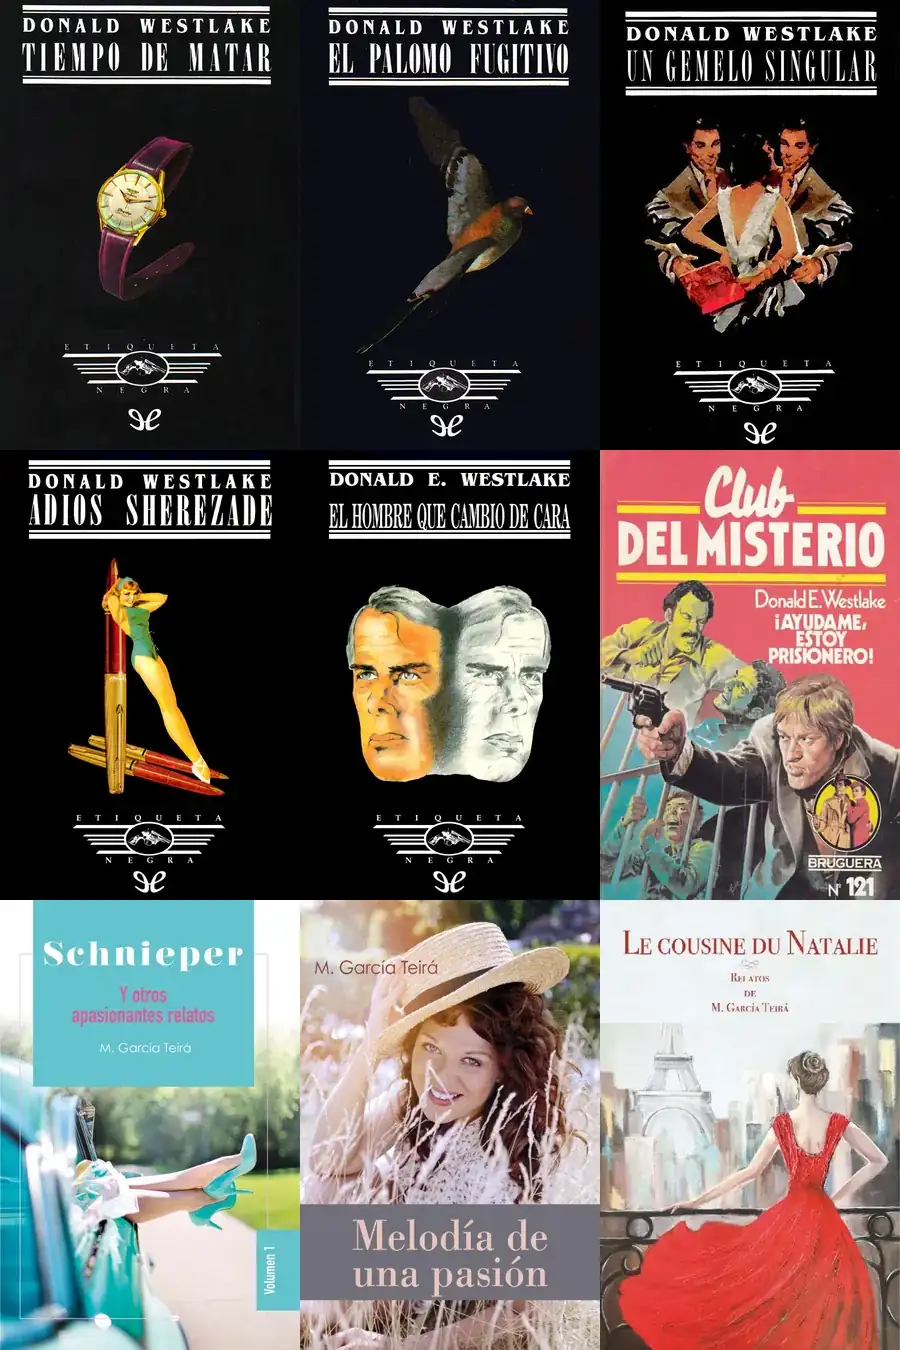 DONALD WESTLAKE
TIEMPO DE MATAR
ETIQUETA
NEGRA
DONALD WESTLAKE
EL PALOMO FUGITIVO
ETIQUETA
NEGRA
DONALD WESTLAKE
UN GEMELO SINGULAR
ETIQUETA
NEGRA
DONALD WESTLAKE
ADIOS SHEREZADE
ETIQUETA
NEGRA
DONALD E. WESTLAKE
EL HOMBRE QUE CAMBIO DE CARA
ETIQUETA
NEGRA
Club
DEL MISTERIO
Donald E. Westlake
¡AYUDAME,
ESTOY
PRISIONERO!
BRUGUERA
Nº 121
Schnieper
Y otros
apasionantes relatos
M. García Teirá
Volumen 1
M. García Teirá
Melodía de
una pasión
LE COUSINE DU NATALIE
RELATOS
DE
M. GARCÍA TEIRÁ